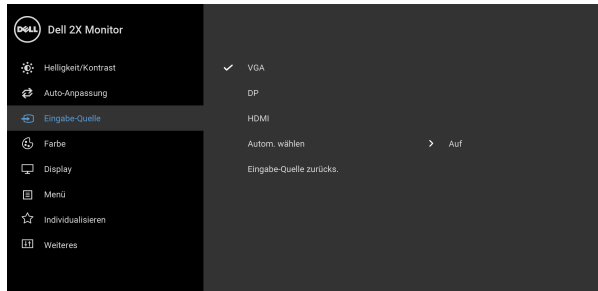 DELL
Dell 2X Monitor
Helligkeit/Kontrast
VGA
Auto-Anpassung
DP
Eingabe-Quelle
HDMI
Farbe
Autom. wählen
Auf
Display
Eingabe-Quelle zurücks.
Menü
Individualisieren
Weiteres